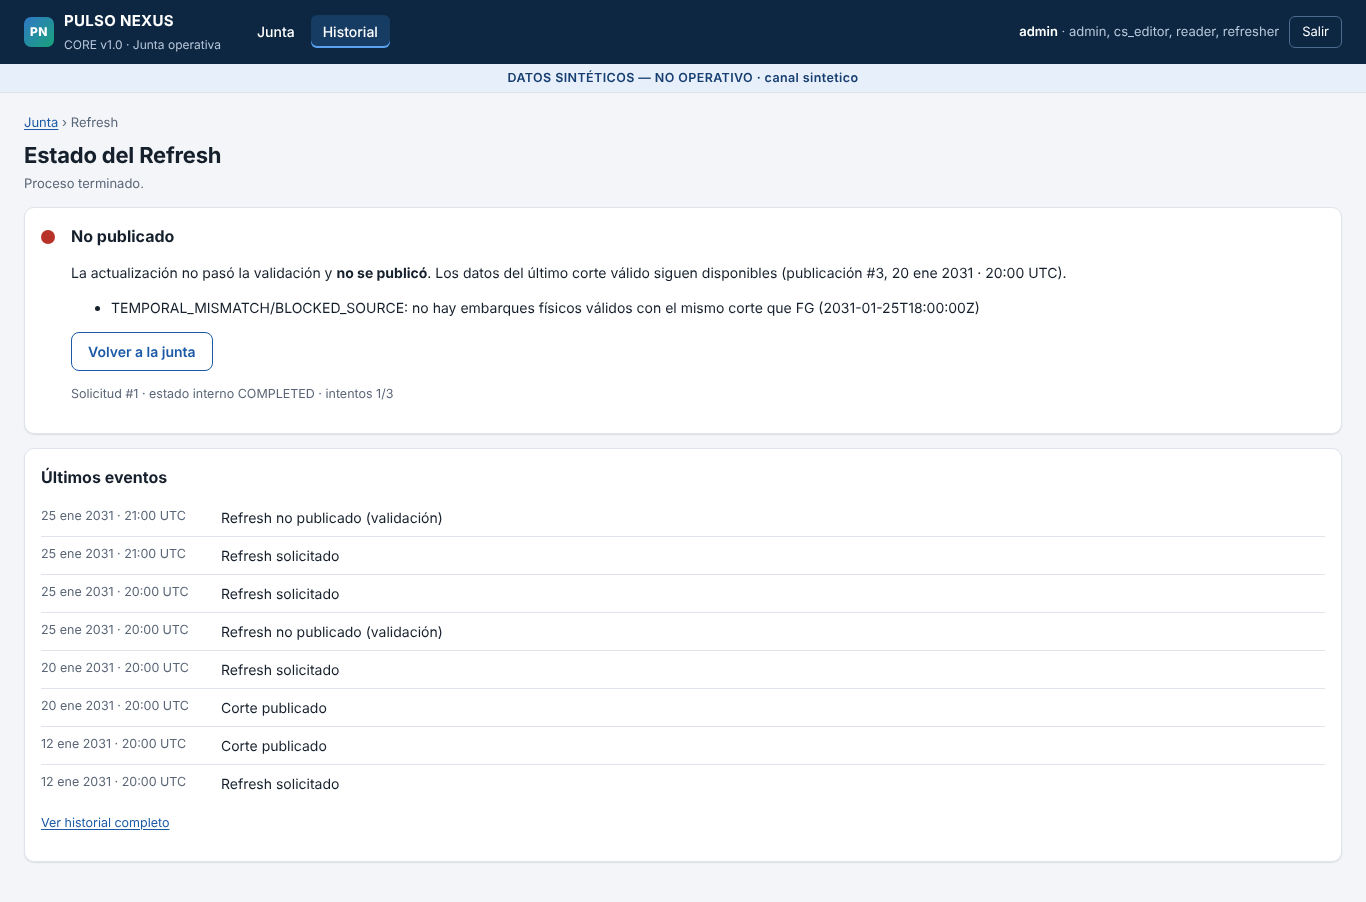 PN
PULSO NEXUS
CORE v1.0 · Junta operativa
Junta
Historial
admin · admin, cs_editor, reader, refresher
Salir
DATOS SINTÉTICOS — NO OPERATIVO · canal sintetico
Junta › Refresh
Estado del Refresh
Proceso terminado.
No publicado
La actualización no pasó la validación y no se publicó. Los datos del último corte válido siguen disponibles (publicación #3, 20 ene 2031 · 20:00 UTC).
• TEMPORAL_MISMATCH/BLOCKED_SOURCE: no hay embarques físicos válidos con el mismo corte que FG (2031-01-25T18:00:00Z)
Volver a la junta
Solicitud #1 · estado interno COMPLETED · intentos 1/3
Últimos eventos
25 ene 2031 · 21:00 UTC Refresh no publicado (validación)
25 ene 2031 · 21:00 UTC Refresh solicitado
25 ene 2031 · 20:00 UTC Refresh solicitado
25 ene 2031 · 20:00 UTC Refresh no publicado (validación)
20 ene 2031 · 20:00 UTC Refresh solicitado
20 ene 2031 · 20:00 UTC Corte publicado
12 ene 2031 · 20:00 UTC Corte publicado
12 ene 2031 · 20:00 UTC Refresh solicitado
Ver historial completo